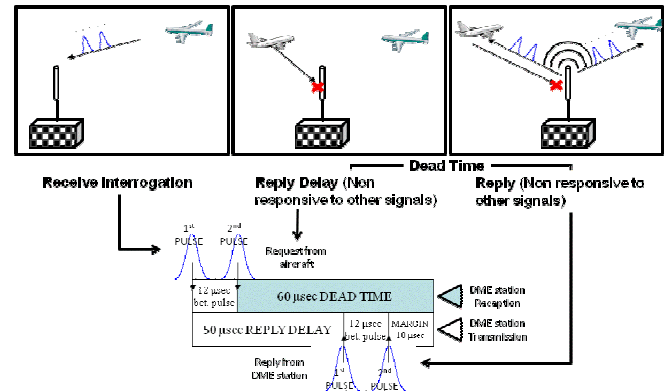 Dead Time
Receive Interrogation
Reply Delay (Non
responsive to other signals)
Reply (Non responsive to
other signals)
1st
PULSE
2nd
PULSE
Request from
aircraft
12 µsec
bet. pulse
60 µsec DEAD TIME
DME station
Reception
50 µsec REPLY DELAY
12 µsec
bet. pulse
MARGIN
10 µsec
DME station
Transmission
Reply from
DME station
1st
PULSE
2nd
PULSE